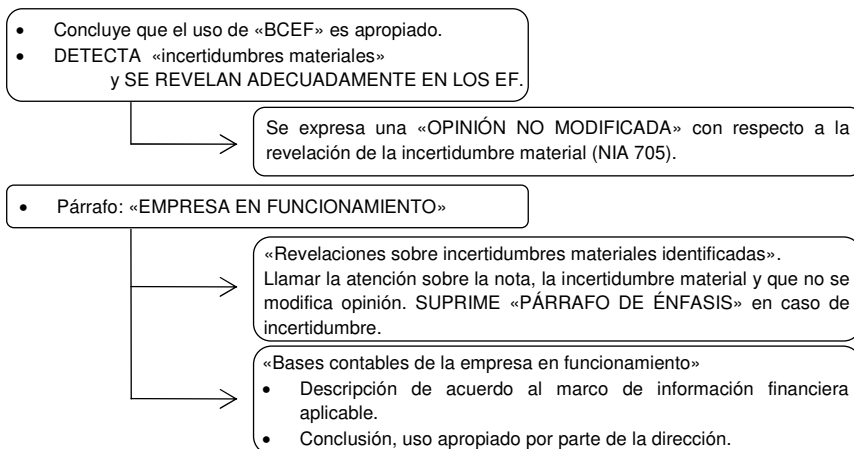 • Concluye que el uso de «BCEF» es apropiado.
• DETECTA «incertidumbres materiales»
y SE REVELAN ADECUADAMENTE EN LOS EF.
Se expresa una «OPINIÓN NO MODIFICADA» con respecto a la
revelación de la incertidumbre material (NIA 705).
• Párrafo: «EMPRESA EN FUNCIONAMIENTO»
«Revelaciones sobre incertidumbres materiales identificadas».
Llamar la atención sobre la nota, la incertidumbre material y que no se
modifica opinión. SUPRIME «PÁRRAFO DE ÉNFASIS» en caso de
incertidumbre.
«Bases contables de la empresa en funcionamiento»
• Descripción de acuerdo al marco de información financiera
aplicable.
• Conclusión, uso apropiado por parte de la dirección.